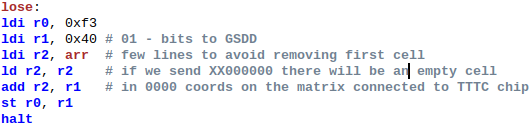 lose:
ldi r0, 0xf3
ldi r1, 0x40 # 01 - bits to GSDD
ldi r2, arr # few lines to avoid removing first cell
ld r2, r2 # if we send XX000000 there will be an empty cell
add r2, r1 # in 0000 coords on the matrix connected to TTTC chip
st r0, r1
halt